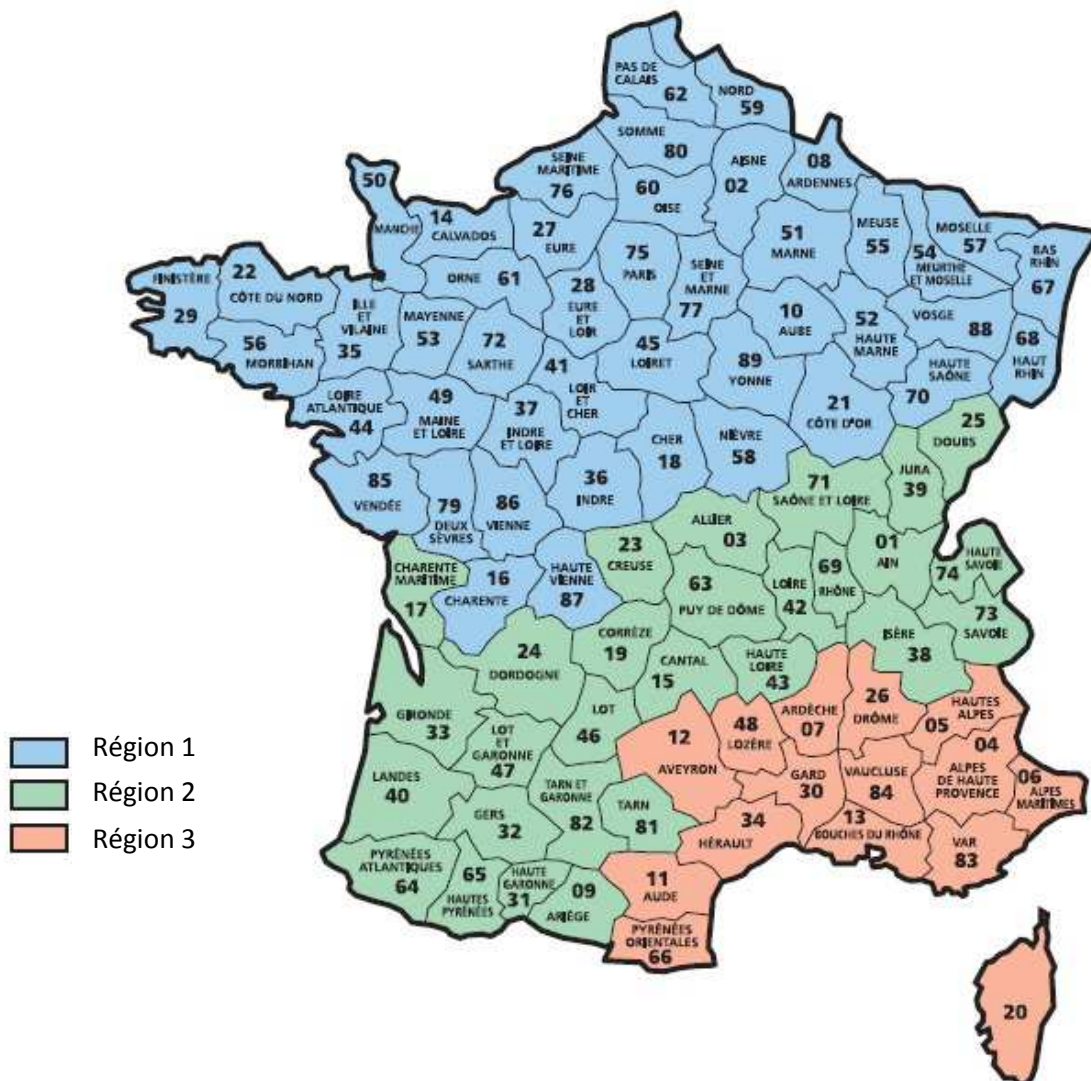 PAS DE
CALAIS
62
NORD
59
SOMME
80
AISNE
02
08
ARDENNES
SEINE
MARITIME
76
60
OISE
50
MANCHE
14
CALVADOS
27
EURE
75
PARIS
SEINE
ET
MARNE
77
51
MARNE
MEUSE
55
54
MEURTHE
ET MOSELLE
MOSELLE
57
BAS
RHIN
67
FINISTÈRE
29
22
CÔTE DU NORD
56
MORBIHAN
ILLE
ET
VILAINE
35
ORNE
61
MAYENNE
53
72
SARTHE
28
EURE
ET
LOIR
45
LOIRET
10
AUBE
52
HAUTE
MARNE
VOSGE
88
68
HAUT
RHIN
89
YONNE
HAUTE
SAÔNE
70
LOIRE
ATLANTIQUE
44
49
MAINE
ET LOIRE
37
INDRE
ET LOIRE
41
LOIR
ET
CHER
CHER
18
NIÈVRE
58
21
CÔTE D'OR
25
DOUBS
85
VENDÉE
79
DEUX
SÈVRES
86
VIENNE
36
INDRE
71
SAÔNE ET LOIRE
JURA
39
ALLIER
03
CHARENTE
MARITIME
17
16
CHARENTE
HAUTE
VIENNE
87
23
CREUSE
63
PUY DE DÔME
LOIRE
42
69
RHÔNE
01
AIN
74
HAUTE
SAVOIE
73
SAVOIE
24
DORDOGNE
CORRÈZE
19
CANTAL
15
HAUTE
LOIRE
43
ISÈRE
38
GIRONDE
33
LOT
ET
GARONNE
47
LOT
46
12
AVEYRON
48
LOZÈRE
ARDÈCHE
07
26
DRÔME
HAUTES
ALPES
05
Région 1
Région 2
Région 3
LANDES
40
GERS
32
TARN ET
GARONNE
82
TARN
81
GARD
30
VAUCLUSE
84
04
ALPES
DE HAUTE
PROVENCE
06
ALPES
MARITIMES
34
HÉRAULT
13
BOUCHES DU RHÔNE
VAR
83
PYRÉNÉES
ATLANTIQUES
64
65
HAUTES
PYRÉNÉES
HAUTE
GARONNE
31
09
ARIÈGE
11
AUDE
PYRÉNÉES
ORIENTALES
66
20